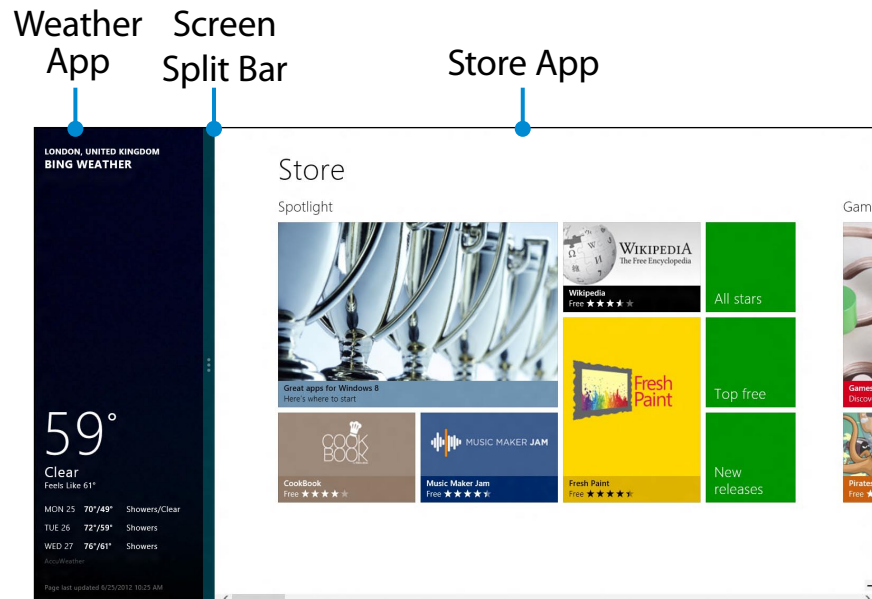 Weather
App
Screen
Split Bar
Store App
LONDON, UNITED KINGDOM
BING WEATHER
59°
Clear
Feels Like 61°
MON 25 70°/49° Showers/Clear
TUE 26 72°/59° Showers
WED 27 76°/61° Showers
AccuWeather
Page last updated 6/25/2012 10:25 AM
Store
Spotlight
Great apps for Windows 8
Here's where to start
WIKIPEDIA
The Free Encyclopedia
Wikipedia
Free
All stars
Fresh
Paint
Fresh Paint
Free
Top free
COOK
BOOK
CookBook
Free
MUSIC MAKER JAM
Music Maker Jam
Free
New
releases
Gam
Games
Discov
Pirates
Free